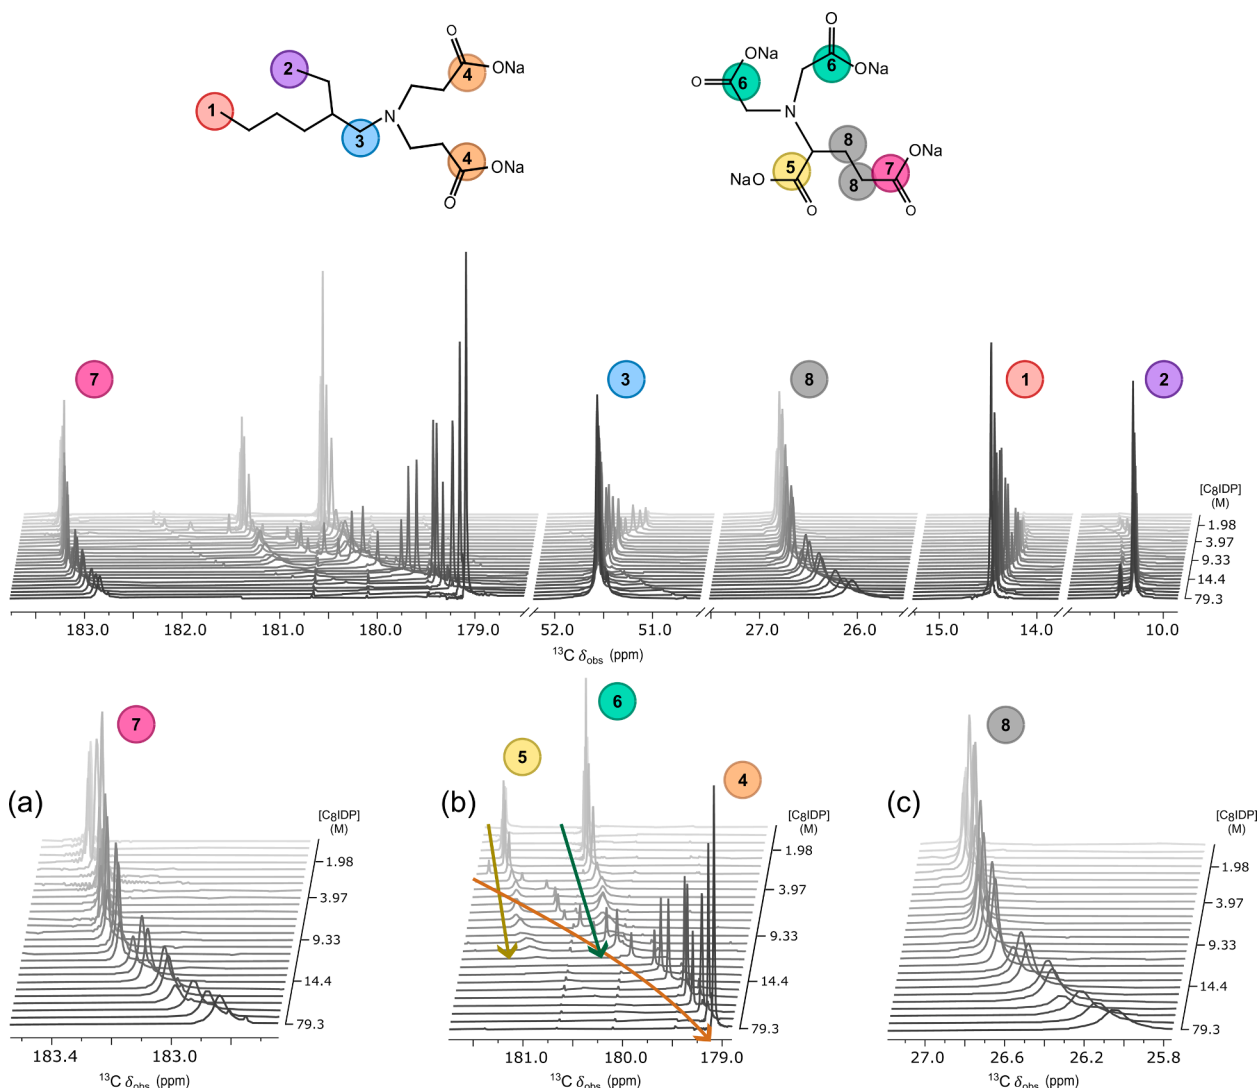 O
ONa
4
2
1
3
N
4
ONa
O
O
6
ONa
O
6
ONa
N
8
ONa
5
NaO
8
7
O
O
7
3
8
1
2
[C₈IDP]
(M)
1.98
3.97
9.33
14.4
79.3
183.0 182.0 181.0 180.0 179.0 52.0 51.0 27.0 26.0 15.0 14.0 10.0
¹³C δobs (ppm)
(a)
7
[C₈IDP]
(M)
1.98
3.97
9.33
14.4
79.3
183.4 183.0
¹³C δobs (ppm)
(b)
5
6
4
[C₈IDP]
(M)
1.98
3.97
9.33
14.4
79.3
181.0 180.0 179.0
¹³C δobs (ppm)
(c)
8
[C₈IDP]
(M)
1.98
3.97
9.33
14.4
79.3
27.0 26.6 26.2 25.8
¹³C δobs (ppm)